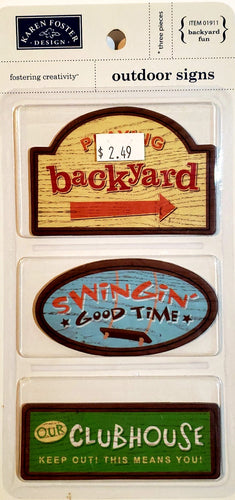 KAREN FOSTER
DESIGN
fostering creativity™
* three pieces
ITEM 01911
backyard
fun
outdoor signs
$2.49
backyard
SWINGIN'
GOOD TIME
OUR
CLUBHOUSE
KEEP OUT! THIS MEANS YOU!